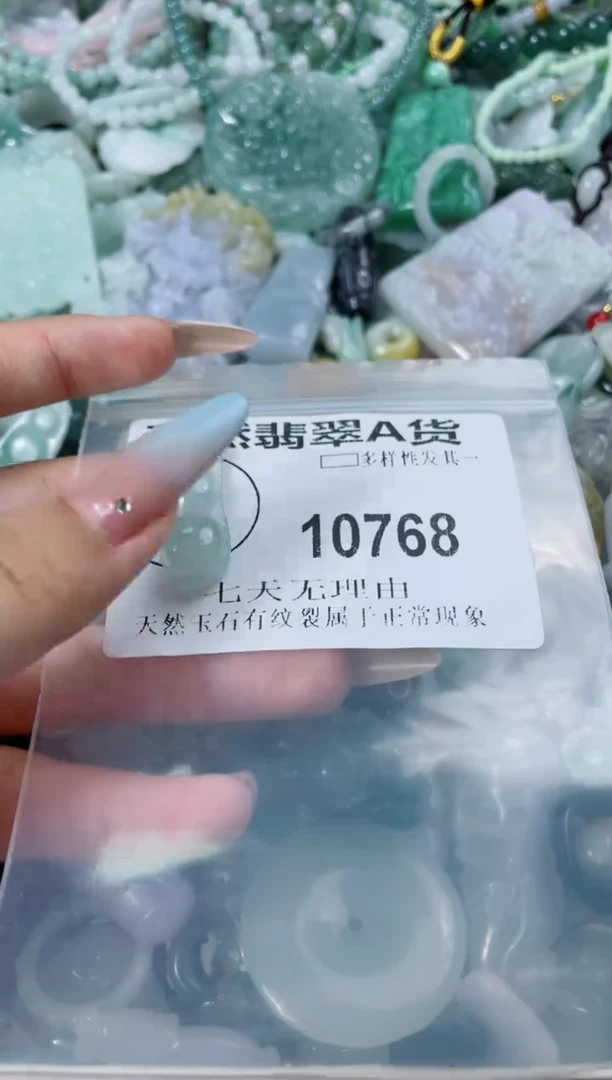 然翡翠A货
多样性发其一
10768
七天无理由
天然玉石有纹裂属于正常现象